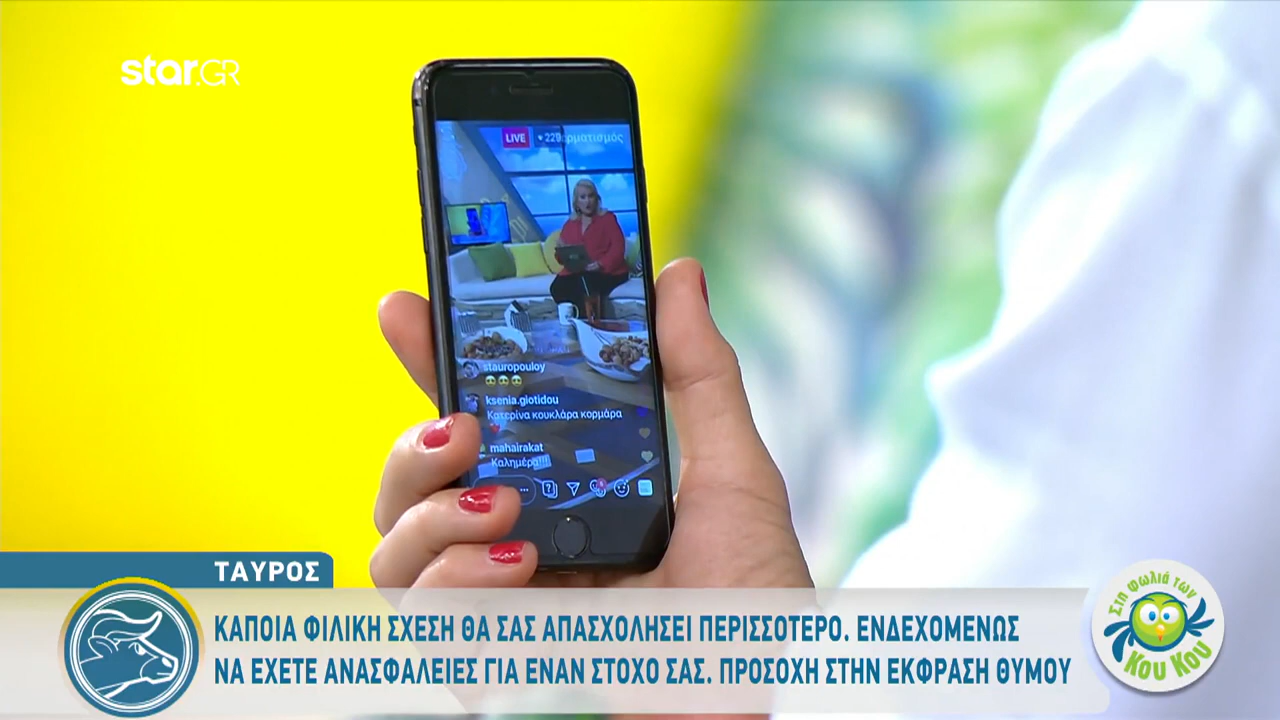 star.GR
LIVE
229
ρματισμός
stauropouloy
ksenia.giotidou
Κατερίνα κουκλάρα κορμάρα
mahairakat
Καλημέρα!!!
ΤΑΥΡΟΣ
ΚΑΠΟΙΑ ΦΙΛΙΚΗ ΣΧΕΣΗ ΘΑ ΣΑΣ ΑΠΑΣΧΟΛΗΣΕΙ ΠΕΡΙΣΣΟΤΕΡΟ. ΕΝΔΕΧΟΜΕΝΩΣ
ΝΑ ΕΧΕΤΕ ΑΝΑΣΦΑΛΕΙΕΣ ΓΙΑ ΕΝΑΝ ΣΤΟΧΟ ΣΑΣ. ΠΡΟΣΟΧΗ ΣΤΗΝ ΕΚΦΡΑΣΗ ΘΥΜΟΥ
Στη φωλιά των
Κου Κου